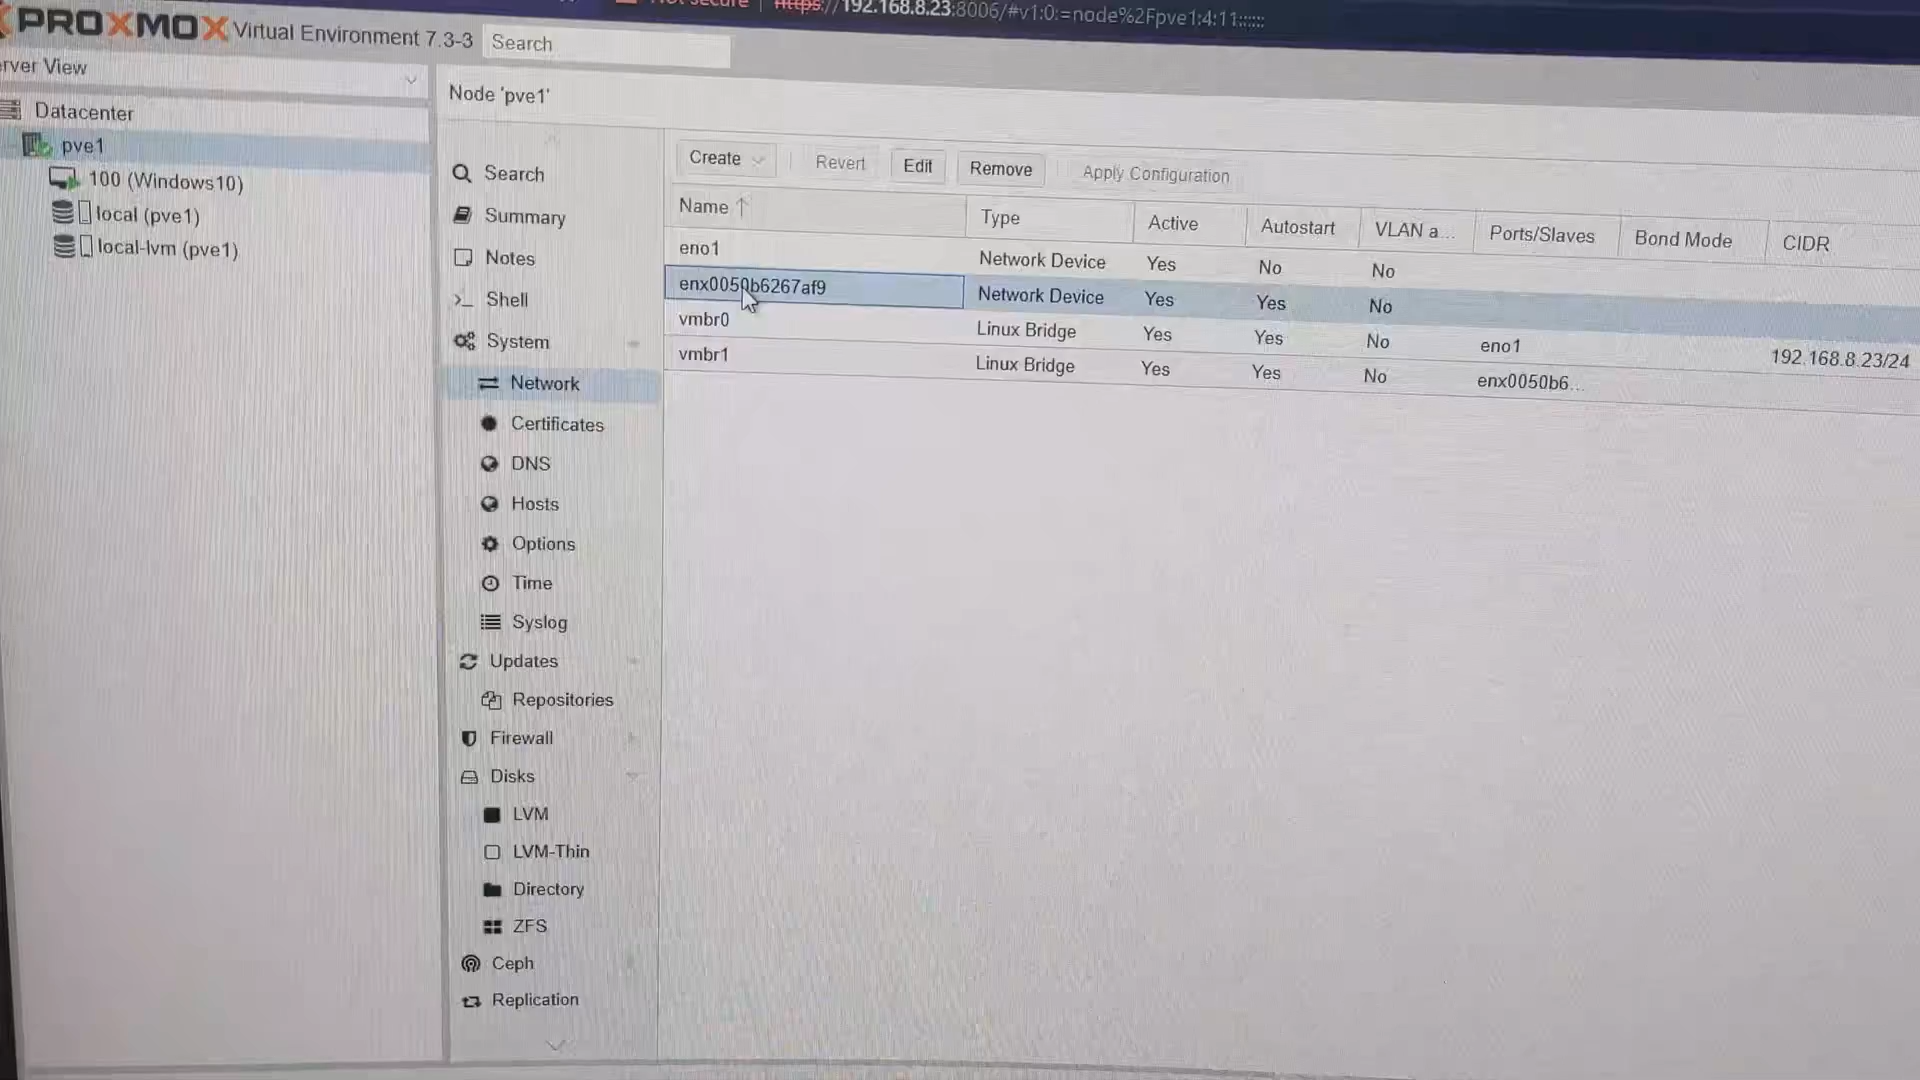 Not secure | https://192.168.8.23:8006/#v1:0:=node%2Fpve1:4:11::::::
PROXMOX Virtual Environment 7.3-3 Search
erver View
Datacenter
pve1
100 (Windows10)
local (pve1)
local-lvm (pve1)
Node 'pve1'
Search
Summary
Notes
Shell
System
Network
Certificates
DNS
Hosts
Options
Time
Syslog
Updates
Repositories
Firewall
Disks
LVM
LVM-Thin
Directory
ZFS
Ceph
Replication
Create Revert Edit Remove Apply Configuration
Name Type Active Autostart VLAN a... Ports/Slaves Bond Mode CIDR
eno1 Network Device Yes No No
enx0050b6267af9 Network Device Yes Yes No
vmbr0 Linux Bridge Yes Yes No eno1 192.168.8.23/24
vmbr1 Linux Bridge Yes Yes No enx0050b6...